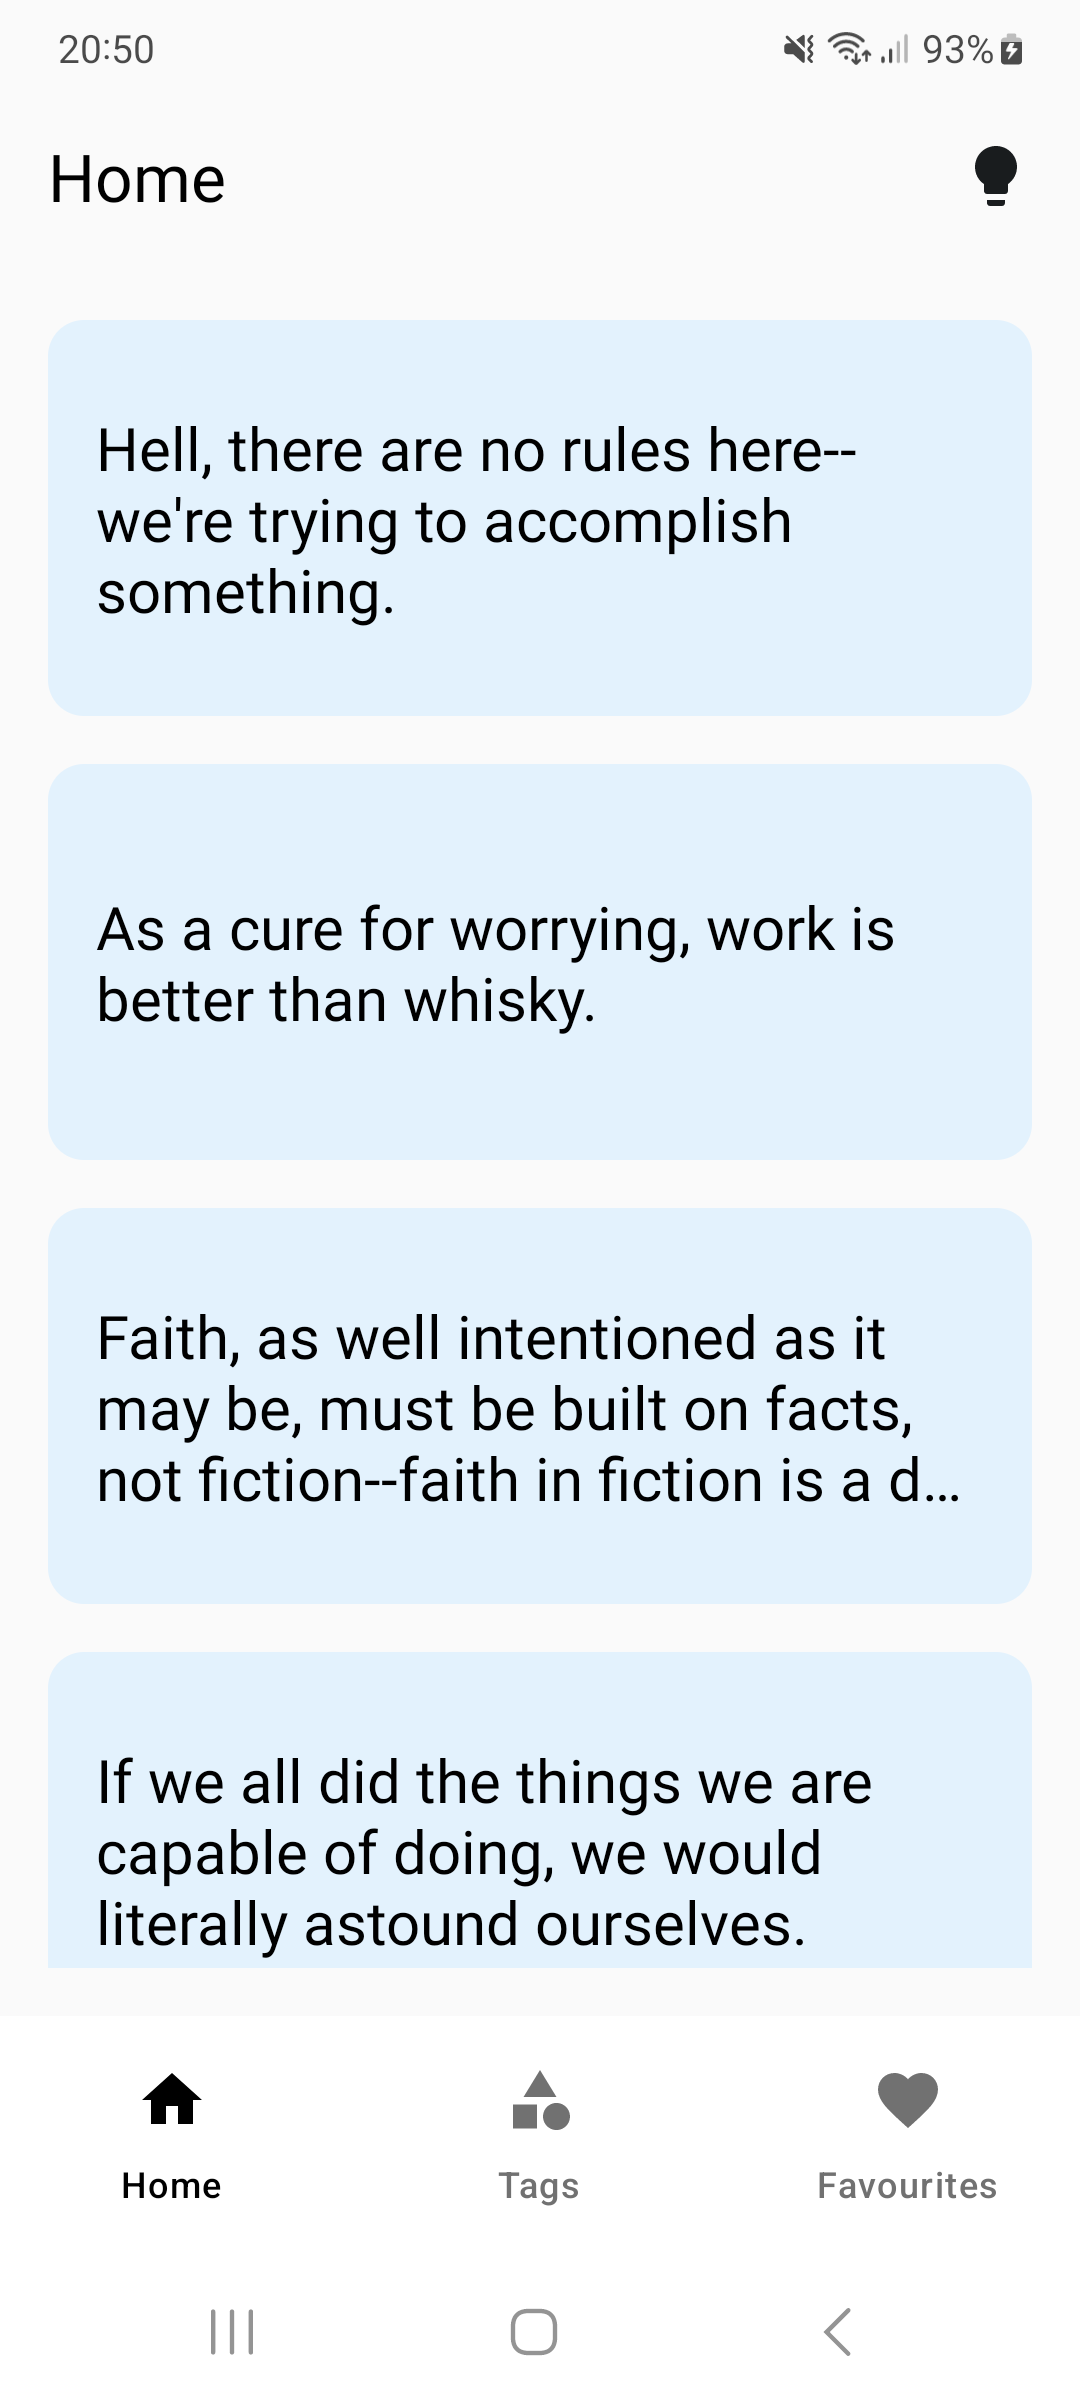 20:50
93%
Home
Hell, there are no rules here--
we're trying to accomplish
something.
As a cure for worrying, work is
better than whisky.
Faith, as well intentioned as it
may be, must be built on facts,
not fiction--faith in fiction is a d…
If we all did the things we are
capable of doing, we would
literally astound ourselves.
Home
Tags
Favourites